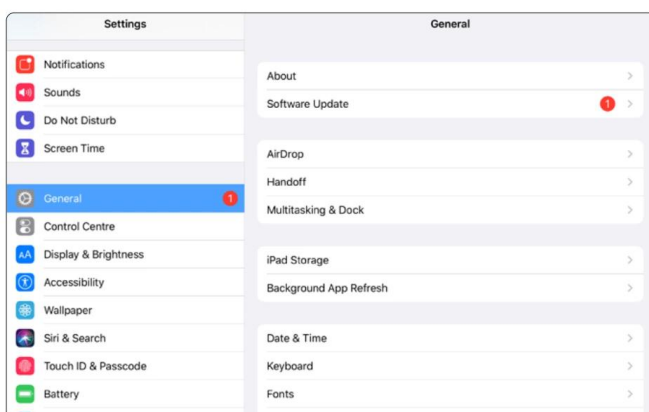 Settings
Notifications
Sounds
Do Not Disturb
Screen Time
General 1
Control Centre
AA Display & Brightness
Accessibility
Wallpaper
Siri & Search
Touch ID & Passcode
Battery
General
About
Software Update 1
AirDrop
Handoff
Multitasking & Dock
iPad Storage
Background App Refresh
Date & Time
Keyboard
Fonts